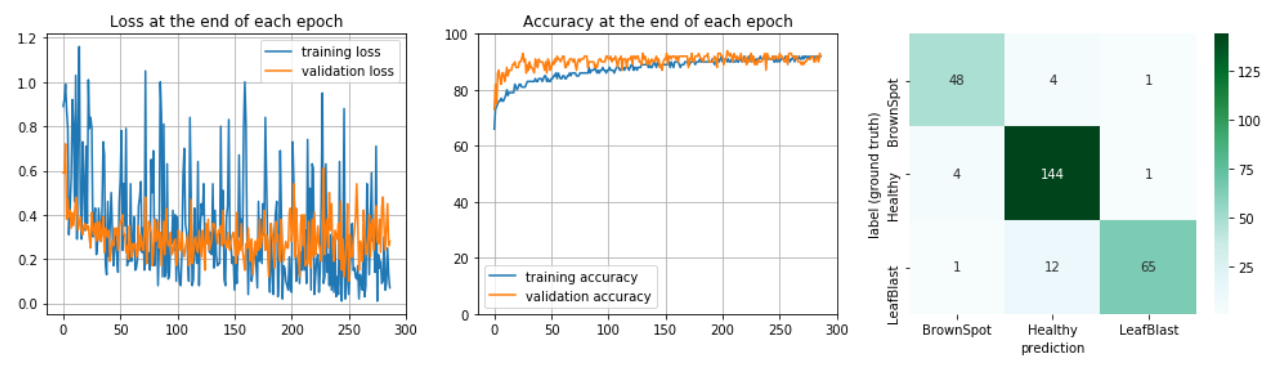 Loss at the end of each epoch
1.2
1.0
0.8
0.6
0.4
0.2
0.0
training loss
validation loss
0 50 100 150 200 250 300
Accuracy at the end of each epoch
100
80
60
40
20
0
training accuracy
validation accuracy
0 50 100 150 200 250 300
label (ground truth)
BrownSpot
Healthy
LeafBlast
48 4 1
4 144 1
1 12 65
BrownSpot Healthy LeafBlast
prediction
125
100
75
50
25